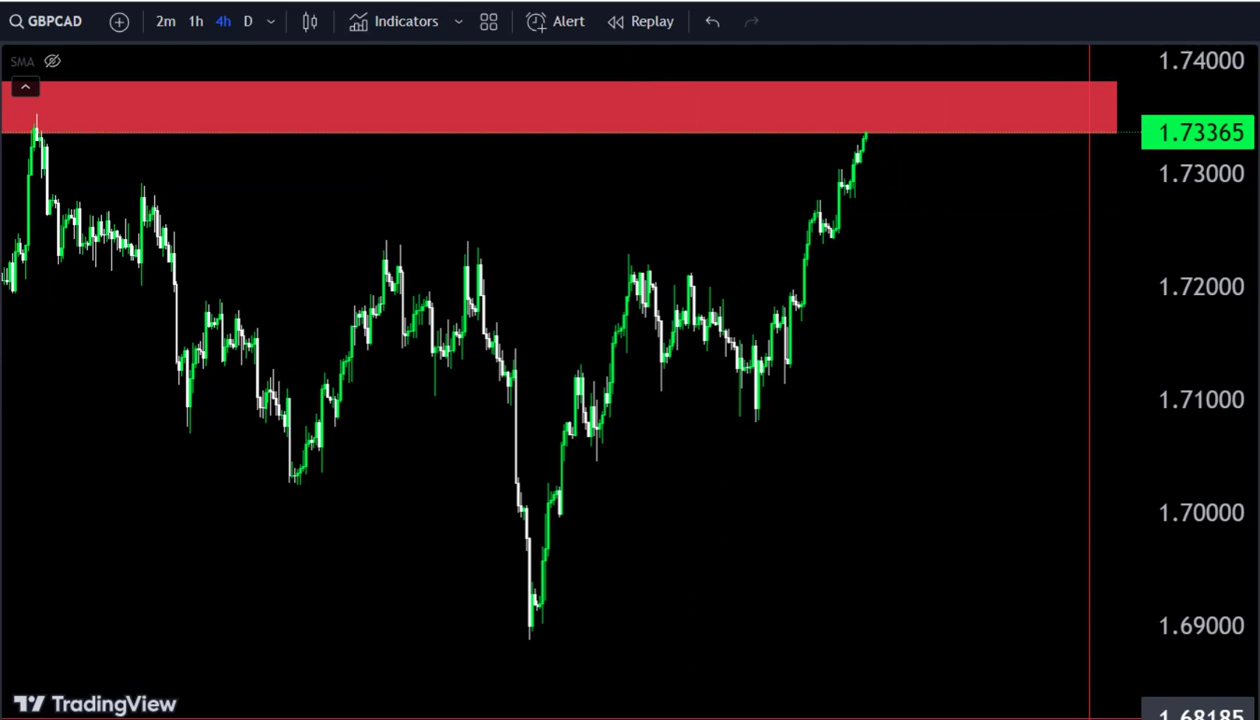 GBPCAD 2m 1h 4h D Indicators Alert Replay
SMA
1.74000
1.73365
1.73000
1.72000
1.71000
1.70000
1.69000
TradingView
1.68185